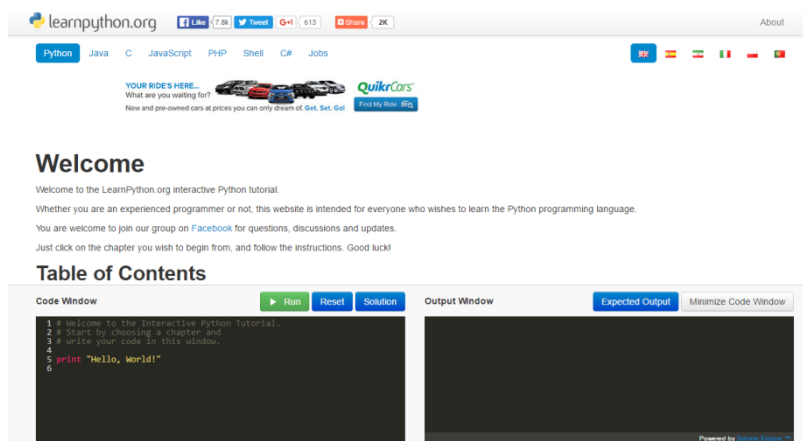 learnpython.org Like 7.8k Tweet G+1 613 Share 2K About
Python Java C JavaScript PHP Shell C# Jobs
YOUR RIDE'S HERE...
What are you waiting for?
New and pre-owned cars at prices you can only dream of. Get. Set. Go!
QuikrCars
Find My Ride
Welcome
Welcome to the LearnPython.org interactive Python tutorial.
Whether you are an experienced programmer or not, this website is intended for everyone who wishes to learn the Python programming language.
You are welcome to join our group on Facebook for questions, discussions and updates.
Just click on the chapter you wish to begin from, and follow the instructions. Good luck!
Table of Contents
Code Window Run Reset Solution Output Window Expected Output Minimize Code Window
1 # Welcome to the Interactive Python Tutorial.
2 # Start by choosing a chapter and
3 # write your code in this window.
4
5 print "Hello, World!"
6
Powered by Sphere Engine ™